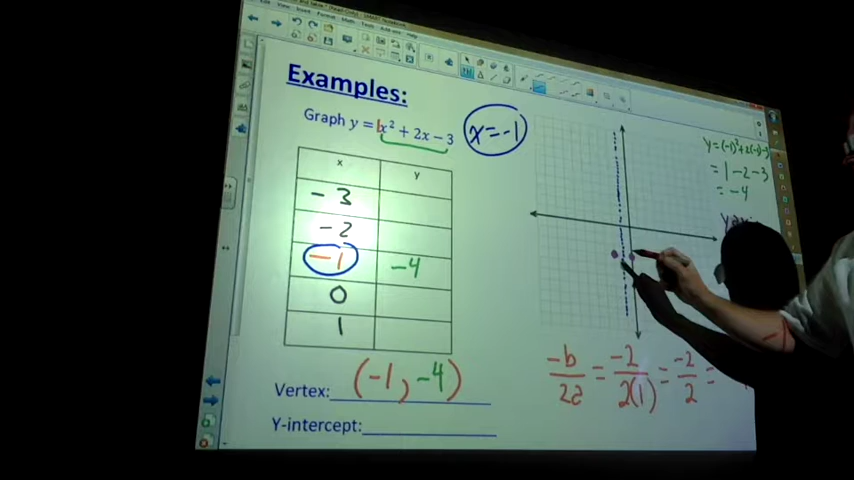 Examples:
Graph y = 1x² + 2x - 3
x = -1
x
y
-3
-2
-1
-4
0
1
Vertex: (-1, -4)
Y-intercept:
y = (-1)² + 2(-1) - 3
= 1 - 2 - 3
= -4
-b/2a = -2/2(1) = -2/2 =